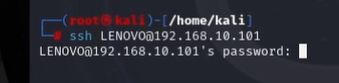 ┌──(root㉿kali)-[/home/kali]
└─# ssh LENOVO@192.168.10.101
LENOVO@192.168.10.101's password: